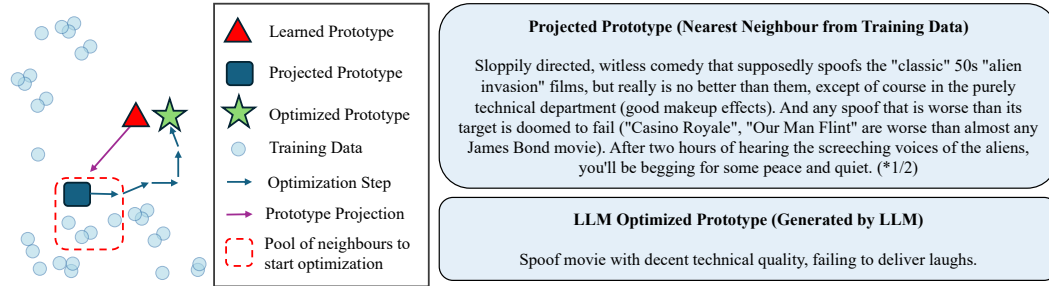 Learned Prototype
Projected Prototype
Optimized Prototype
Training Data
Optimization Step
Prototype Projection
Pool of neighbours to
start optimization
Projected Prototype (Nearest Neighbour from Training Data)
Sloppily directed, witless comedy that supposedly spoofs the "classic" 50s "alien
invasion" films, but really is no better than them, except of course in the purely
technical department (good makeup effects). And any spoof that is worse than its
target is doomed to fail ("Casino Royale", "Our Man Flint" are worse than almost any
James Bond movie). After two hours of hearing the screeching voices of the aliens,
you'll be begging for some peace and quiet. (*1/2)
LLM Optimized Prototype (Generated by LLM)
Spoof movie with decent technical quality, failing to deliver laughs.